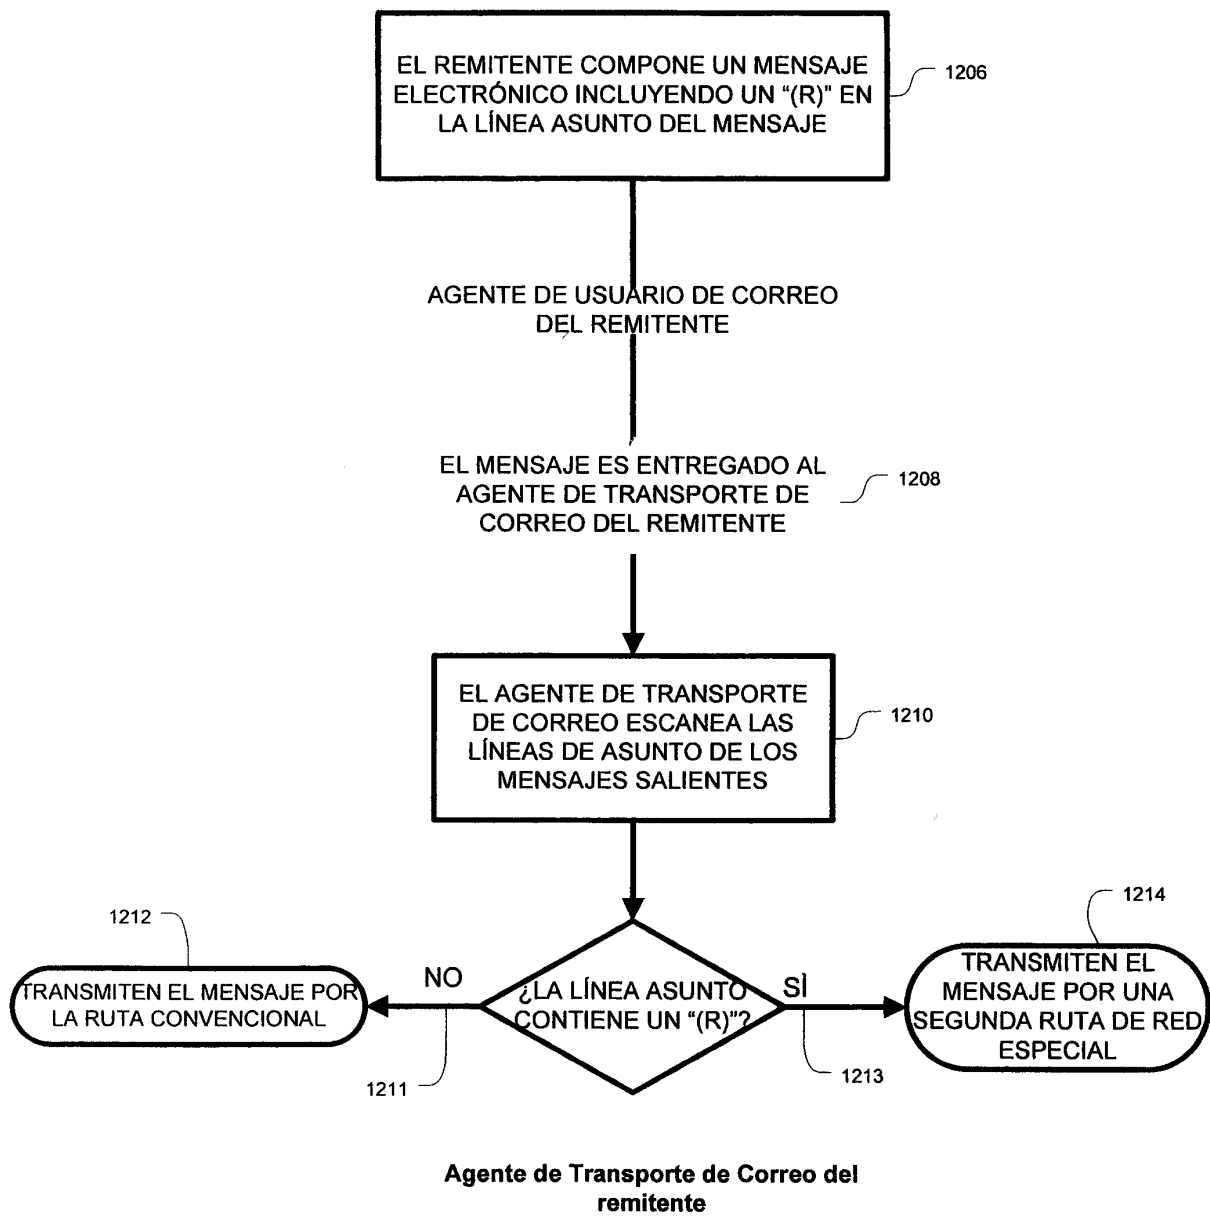 EL REMITENTE COMPONE UN MENSAJE
ELECTRÓNICO INCLUYENDO UN “(R)” EN
LA LÍNEA ASUNTO DEL MENSAJE
1206
AGENTE DE USUARIO DE CORREO
DEL REMITENTE
EL MENSAJE ES ENTREGADO AL
AGENTE DE TRANSPORTE DE
CORREO DEL REMITENTE
1208
EL AGENTE DE TRANSPORTE
DE CORREO ESCANEA LAS
LÍNEAS DE ASUNTO DE LOS
MENSAJES SALIENTES
1210
1212
TRANSMITEN EL MENSAJE POR
LA RUTA CONVENCIONAL
NO
1211
¿LA LÍNEA ASUNTO
CONTIENE UN “(R)”?
SÌ
1213
1214
TRANSMITEN EL
MENSAJE POR UNA
SEGUNDA RUTA DE RED
ESPECIAL
Agente de Transporte de Correo del
remitente